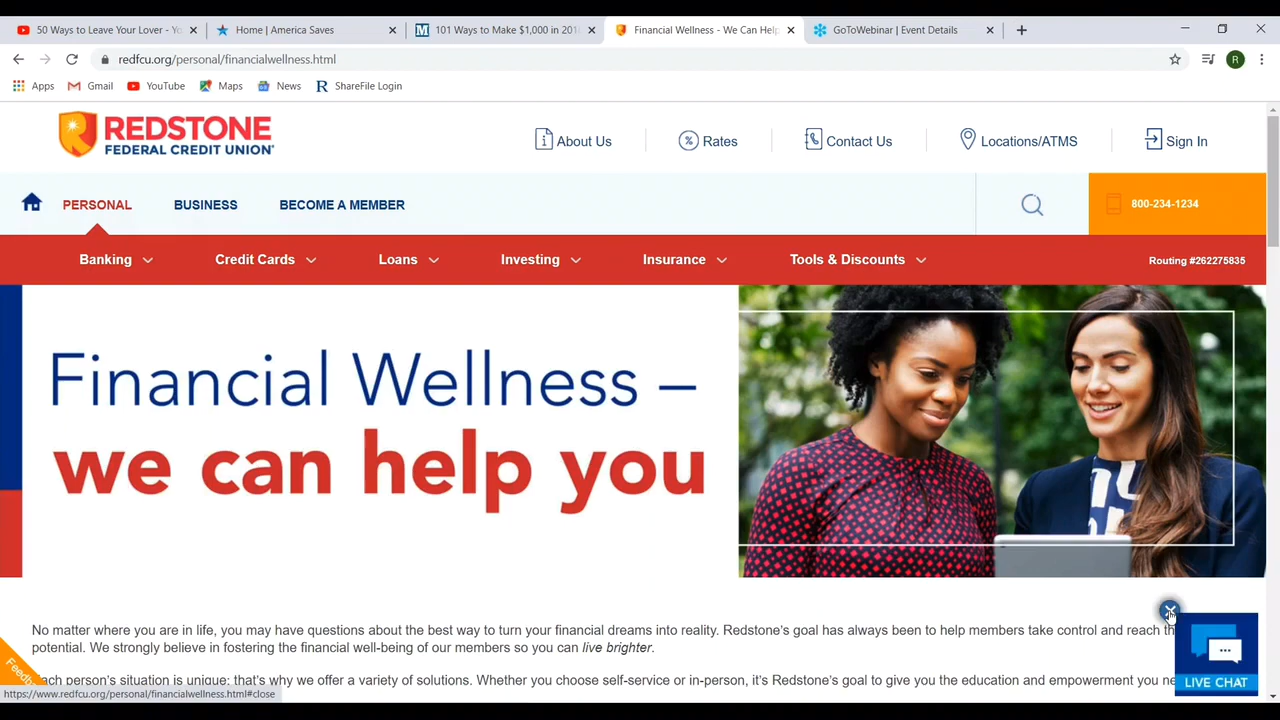 50 Ways to Leave Your Lover - Y
Home | America Saves
101 Ways to Make $1,000 in 201
Financial Wellness - We Can Help
GoToWebinar | Event Details
redfcu.org/personal/financialwellness.html
R
Apps
Gmail
YouTube
Maps
News
R ShareFile Login
REDSTONE
FEDERAL CREDIT UNION
About Us
Rates
Contact Us
Locations/ATMS
Sign In
PERSONAL
BUSINESS
BECOME A MEMBER
800-234-1234
Banking
Credit Cards
Loans
Investing
Insurance
Tools & Discounts
Routing #262275835
Financial Wellness –
we can help you
No matter where you are in life, you may have questions about the best way to turn your financial dreams into reality. Redstone's goal has always been to help members take control and reach th
potential. We strongly believe in fostering the financial well-being of our members so you can live brighter.
ach person's situation is unique: that's why we offer a variety of solutions. Whether you choose self-service or in-person, it's Redstone's goal to give you the education and empowerment you ne
Feedb
LIVE CHAT
https://www.redfcu.org/personal/financialwellness.html#close